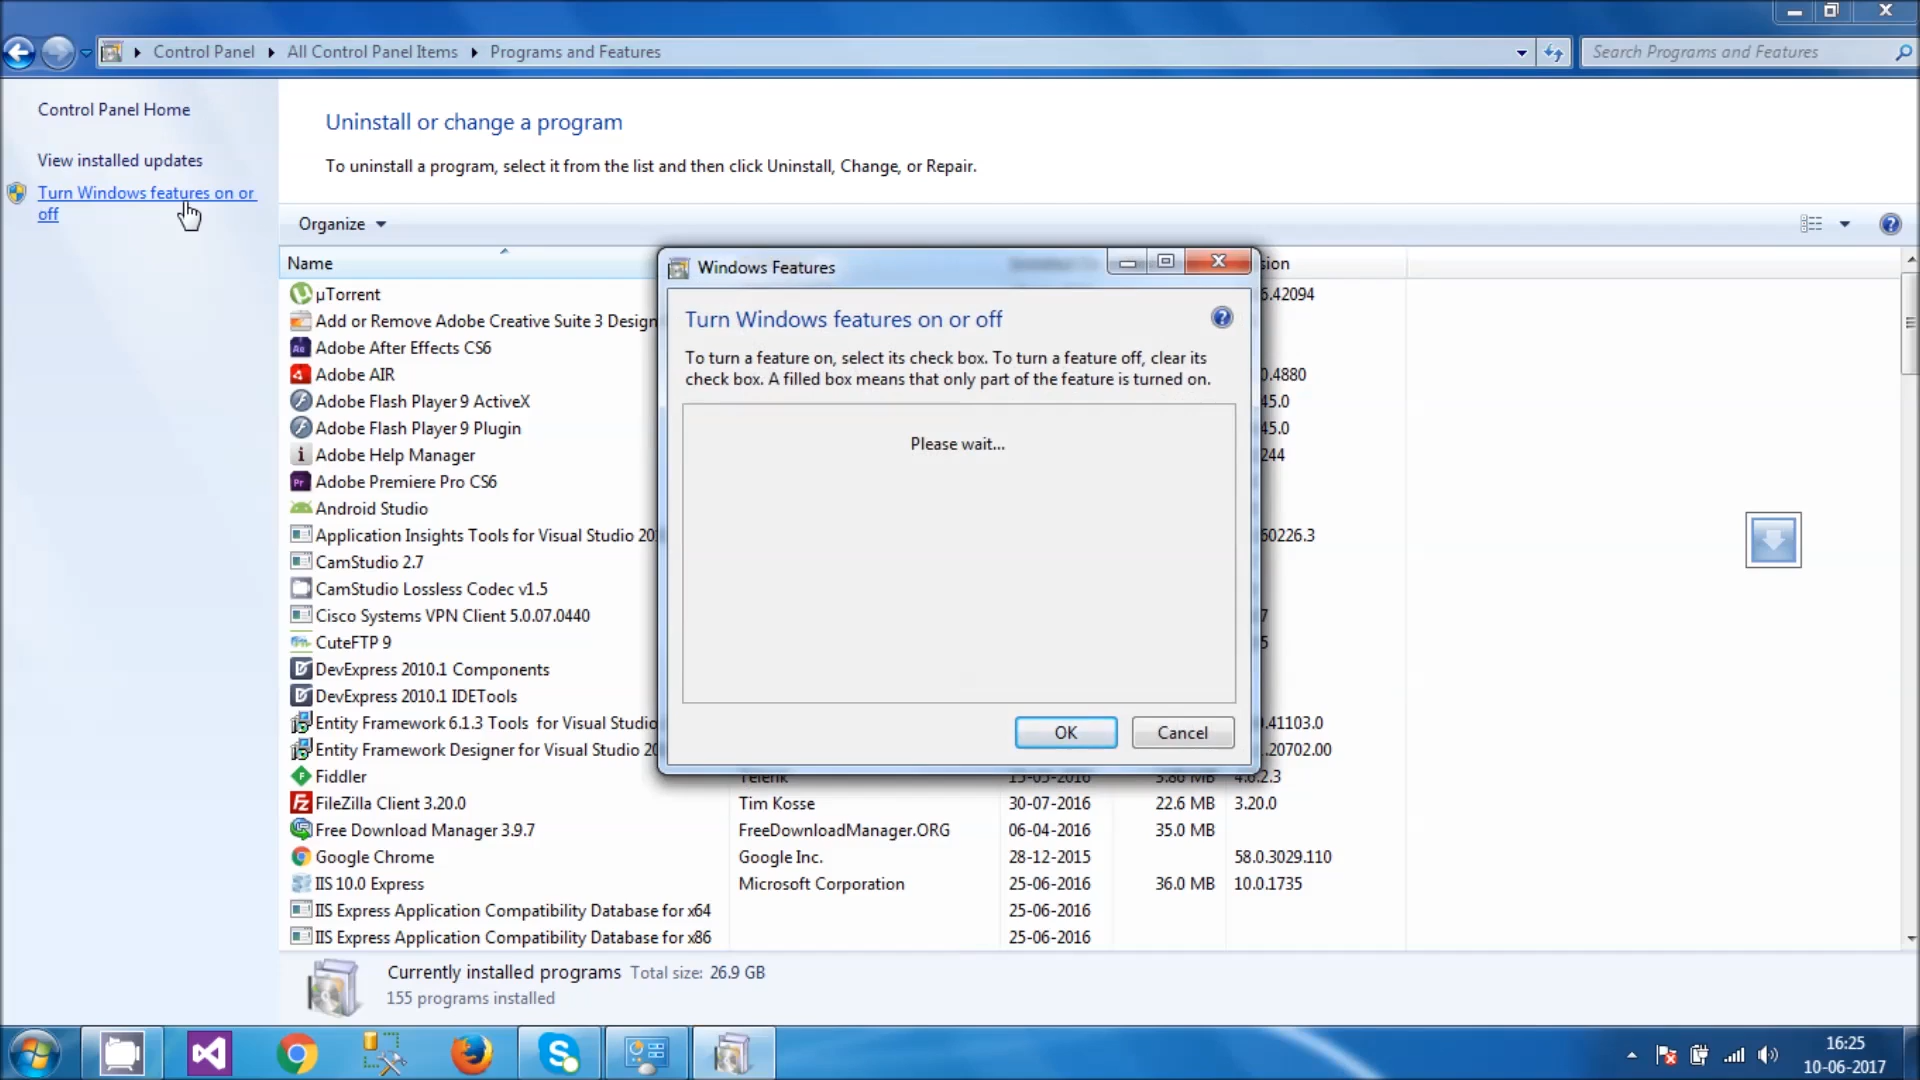 Control Panel
All Control Panel Items
Programs and Features
Search Programs and Features
Control Panel Home
View installed updates
Turn Windows features on or
off
Uninstall or change a program
To uninstall a program, select it from the list and then click Uninstall, Change, or Repair.
Organize
Name
µTorrent
6.42094
Add or Remove Adobe Creative Suite 3 Design
Adobe After Effects CS6
Adobe AIR
0.4880
Adobe Flash Player 9 ActiveX
45.0
Adobe Flash Player 9 Plugin
45.0
Adobe Help Manager
244
Adobe Premiere Pro CS6
Android Studio
Application Insights Tools for Visual Studio 20
60226.3
CamStudio 2.7
CamStudio Lossless Codec v1.5
Cisco Systems VPN Client 5.0.07.0440
7
CuteFTP 9
5
DevExpress 2010.1 Components
DevExpress 2010.1 IDETools
Entity Framework 6.1.3 Tools for Visual Studio
.41103.0
Entity Framework Designer for Visual Studio 20
.20702.00
Fiddler Telerik 15-05-2016 3.86 MB 4.6.2.3
FileZilla Client 3.20.0 Tim Kosse 30-07-2016 22.6 MB 3.20.0
Free Download Manager 3.9.7 FreeDownloadManager.ORG 06-04-2016 35.0 MB
Google Chrome Google Inc. 28-12-2015 58.0.3029.110
IIS 10.0 Express Microsoft Corporation 25-06-2016 36.0 MB 10.0.1735
IIS Express Application Compatibility Database for x64 25-06-2016
IIS Express Application Compatibility Database for x86 25-06-2016
Windows Features
Turn Windows features on or off
To turn a feature on, select its check box. To turn a feature off, clear its
check box. A filled box means that only part of the feature is turned on.
Please wait...
OK
Cancel
Currently installed programs Total size: 26.9 GB
155 programs installed
16:25
10-06-2017